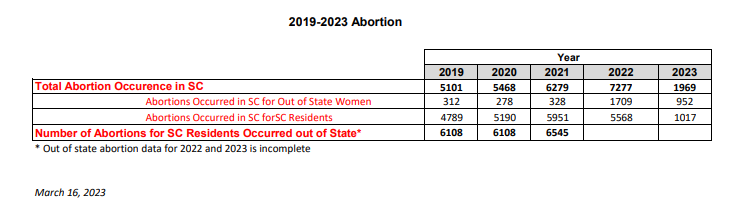 2019-2023 Abortion
Year
2019 2020 2021 2022 2023
Total Abortion Occurence in SC 5101 5468 6279 7277 1969
Abortions Occurred in SC for Out of State Women 312 278 328 1709 952
Abortions Occurred in SC forSC Residents 4789 5190 5951 5568 1017
Number of Abortions for SC Residents Occurred out of State* 6108 6108 6545
* Out of state abortion data for 2022 and 2023 is incomplete
March 16, 2023